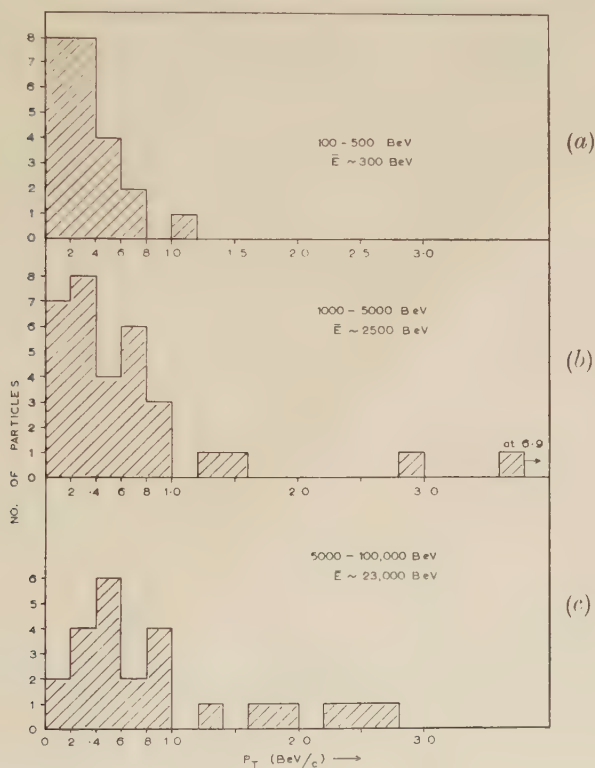 8
7
6
5
4
3
2
1
0
100-500 BeV
Ē ~300 BeV
(a)
2 .4 6 8 1.0 1.5 2.0 2.5 3.0
8
7
6
5
4
3
2
1
0
1000-5000 BeV
Ē ~2500 BeV
(b)
at 6.9
2 .4 6 8 1.0 2.0 3.0
NO. OF PARTICLES
6
5
4
3
2
1
0
5000-100,000 BeV
Ē ~23,000 BeV
(c)
0 2 .4 6 8 1.0 2.0 3.0
P_T (BeV/c) →